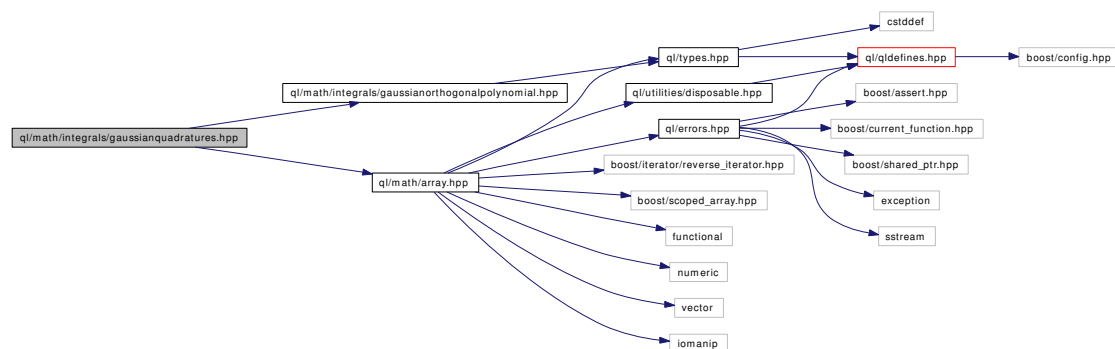 cstddef
ql/types.hpp
ql/qldefines.hpp
boost/config.hpp
ql/math/integrals/gaussianorthogonalpolynomial.hpp
ql/utilities/disposable.hpp
boost/assert.hpp
ql/math/integrals/gaussianquadratures.hpp
ql/errors.hpp
boost/current_function.hpp
boost/iterator/reverse_iterator.hpp
boost/shared_ptr.hpp
ql/math/array.hpp
boost/scoped_array.hpp
exception
functional
sstream
numeric
vector
iomanip